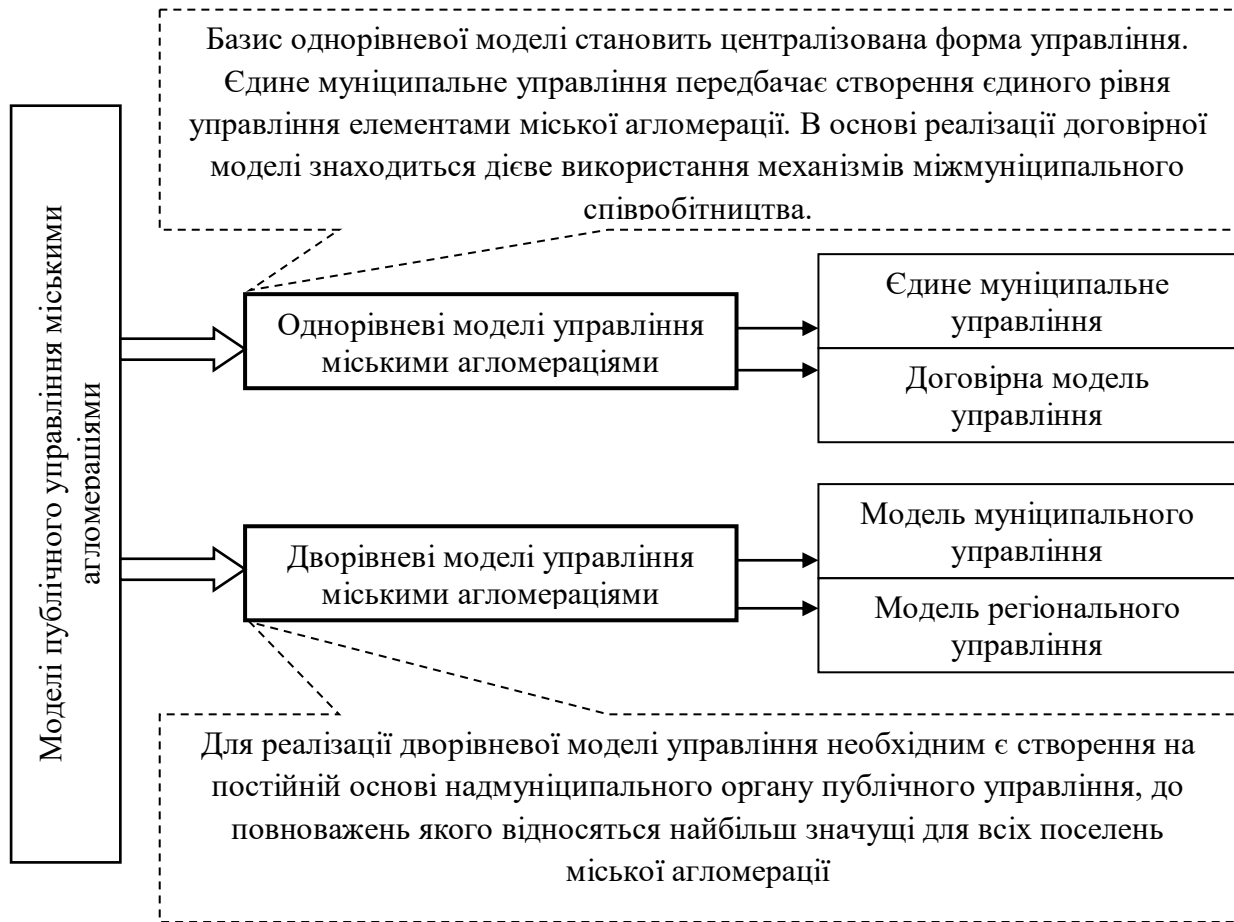 Базис однорівневої моделі становить централізована форма управління.
Єдине муніципальне управління передбачає створення єдиного рівня
управління елементами міської агломерації. В основі реалізації договірної
моделі знаходиться дієве використання механізмів міжмуніципального
співробітництва.
Моделі публічного управління міськими
агломераціями
Однорівневі моделі управління
міськими агломераціями
Єдине муніципальне
управління
Договірна модель
управління
Дворівневі моделі управління
міськими агломераціями
Модель муніципального
управління
Модель регіонального
управління
Для реалізації дворівневої моделі управління необхідним є створення на
постійній основі надмуніципального органу публічного управління, до
повноважень якого відносяться найбільш значущі для всіх поселень
міської агломерації